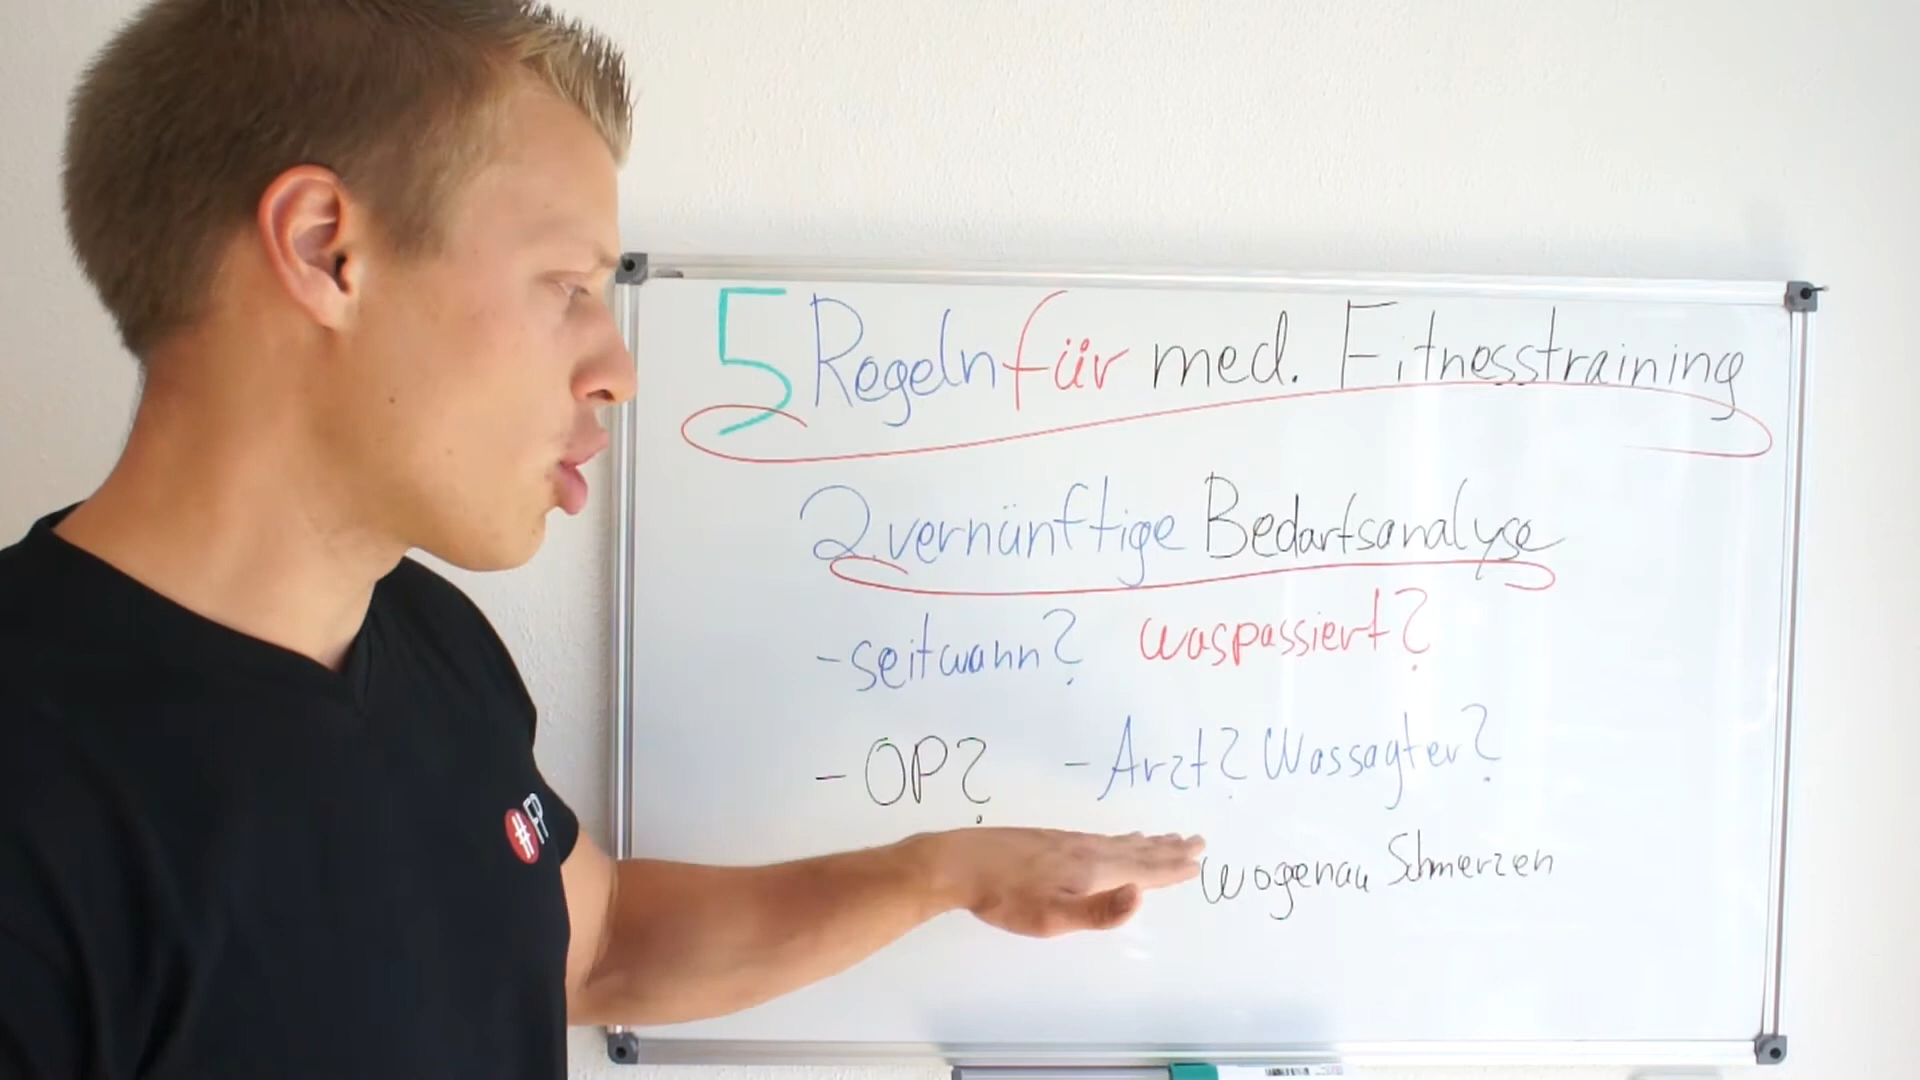 5 Regeln für med. Fitnesstraining
2. vernünftige Bedarfsanalyse
- seit wann? was passiert?
- OP? - Arzt? Was sagt er?
wo genau Schmerzen